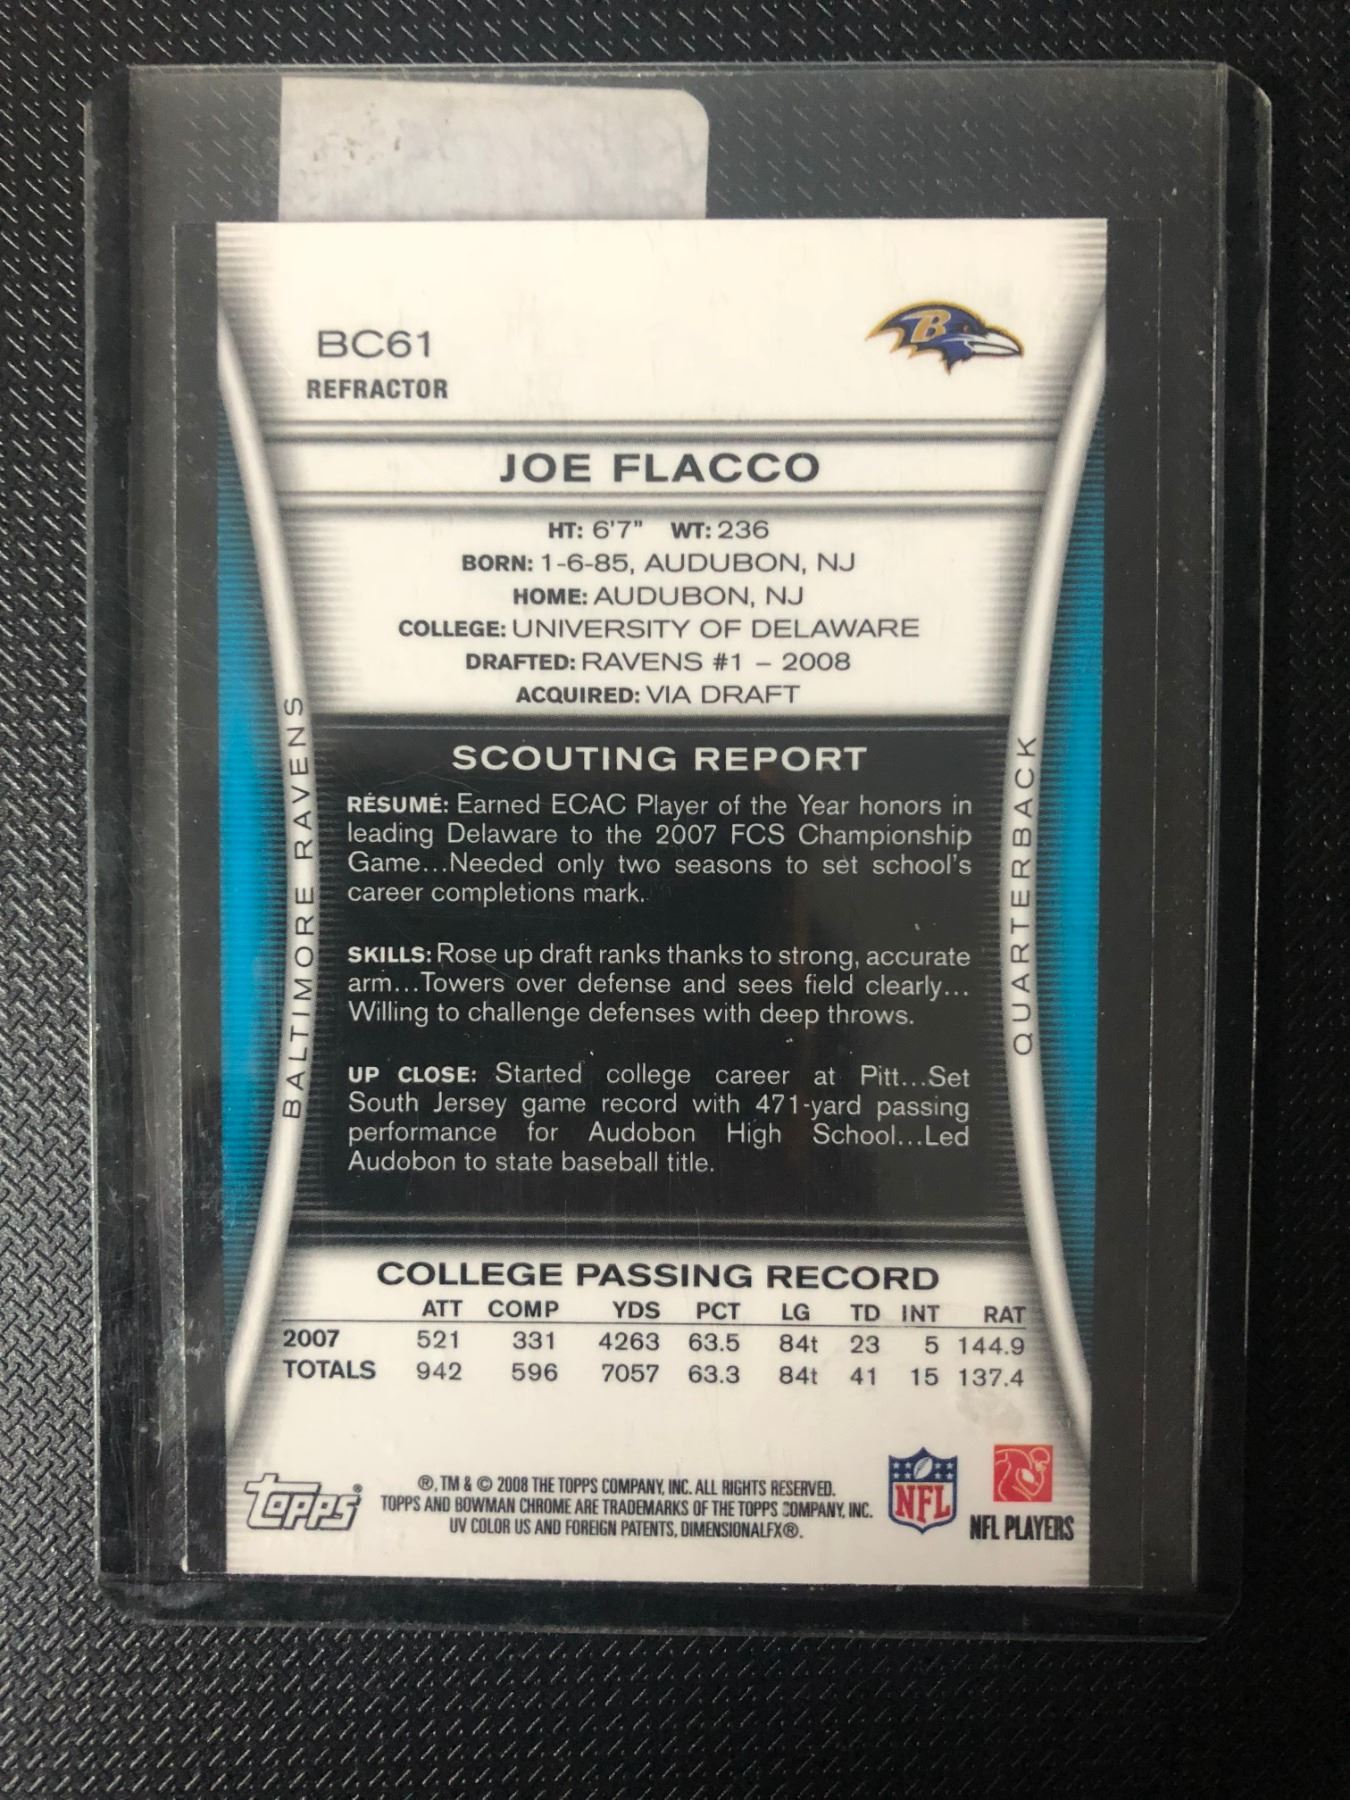 BC61
REFRACTOR
B
JOE FLACCO
HT: 6'7" WT: 236
BORN: 1-6-85, AUDUBON, NJ
HOME: AUDUBON, NJ
COLLEGE: UNIVERSITY OF DELAWARE
DRAFTED: RAVENS #1 – 2008
ACQUIRED: VIA DRAFT
BALTIMORE RAVENS
QUARTERBACK
SCOUTING REPORT
RÉSUMÉ: Earned ECAC Player of the Year honors in
leading Delaware to the 2007 FCS Championship
Game...Needed only two seasons to set school's
career completions mark.
SKILLS: Rose up draft ranks thanks to strong, accurate
arm...Towers over defense and sees field clearly...
Willing to challenge defenses with deep throws.
UP CLOSE: Started college career at Pitt...Set
South Jersey game record with 471-yard passing
performance for Audobon High School...Led
Audobon to state baseball title.
COLLEGE PASSING RECORD
ATT COMP YDS PCT LG TD INT RAT
2007 521 331 4263 63.5 84t 23 5 144.9
TOTALS 942 596 7057 63.3 84t 41 15 137.4
Topps®
®, TM & © 2008 THE TOPPS COMPANY, INC. ALL RIGHTS RESERVED.
TOPPS AND BOWMAN CHROME ARE TRADEMARKS OF THE TOPPS COMPANY, INC.
UV COLOR US AND FOREIGN PATENTS, DIMENSIONALFX®.
NFL
NFL PLAYERS